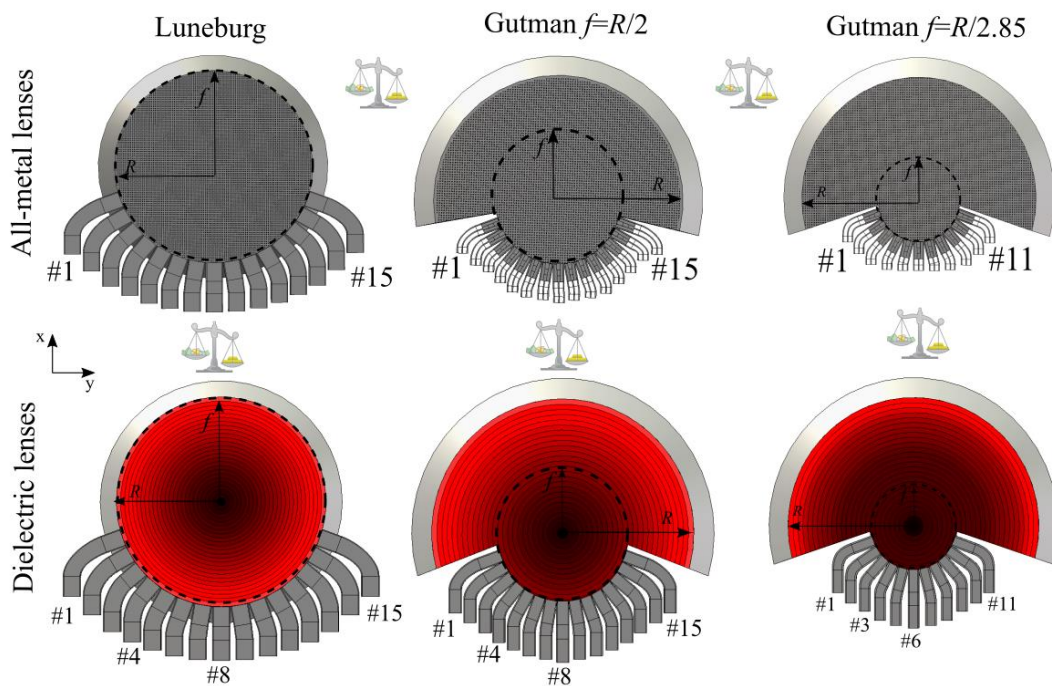 Luneburg
Gutman f=R/2
Gutman f=R/2.85
All-metal lenses
f
R
#1
#15
f
R
#1
#15
f
R
#1
#11
x
y
Dielectric lenses
f
R
#1
#4
#8
#15
f
R
#1
#4
#8
#15
f
R
#1
#3
#6
#11